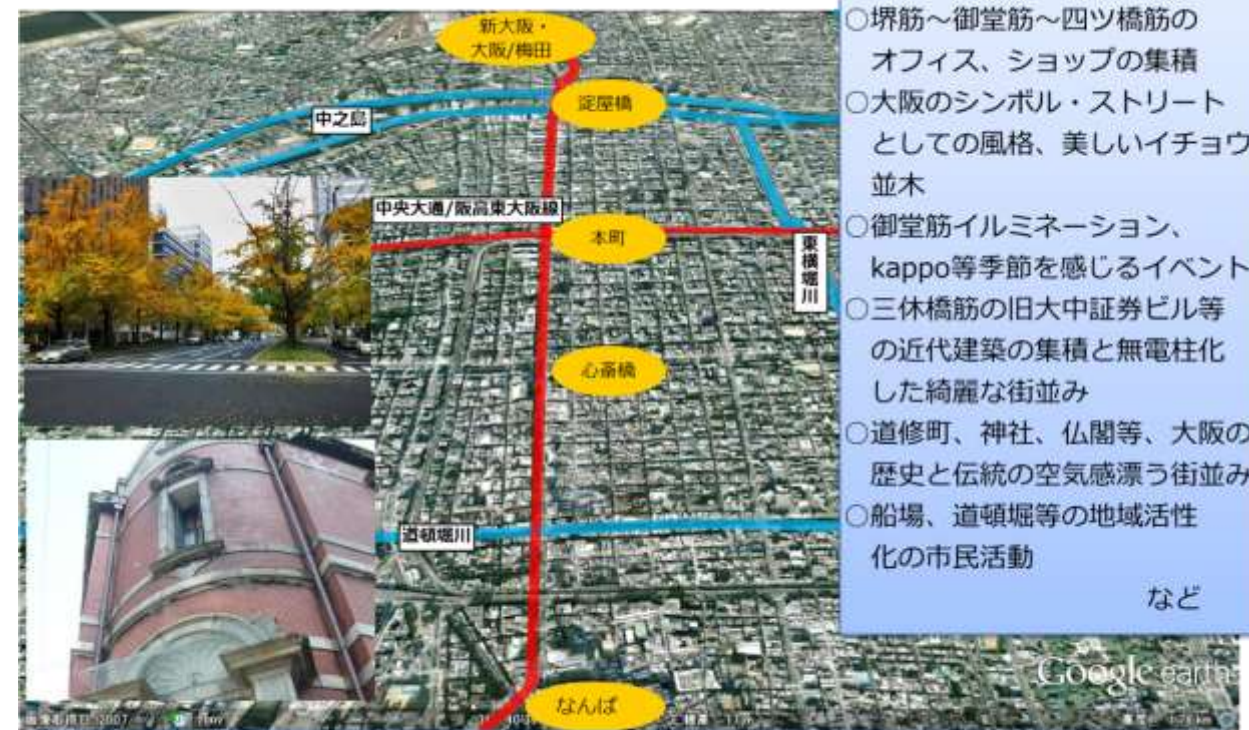 新大阪・
大阪/梅田
淀屋橋
中之島
中央大通/阪高東大阪線
本町
東横堀川
心斎橋
道頓堀川
なんば
○堺筋～御堂筋～四ツ橋筋の
オフィス、ショップの集積
○大阪のシンボル・ストリート
としての風格、美しいイチョウ
並木
○御堂筋イルミネーション、
kappo等季節を感じるイベント
○三休橋筋の旧大中証券ビル等
の近代建築の集積と無電柱化
した綺麗な街並み
○道修町、神社、仏閣等、大阪の
歴史と伝統の空気感漂う街並み
○船場、道頓堀等の地域活性
化の市民活動
など
Google earth